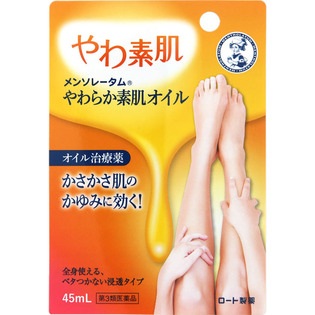 やわ素肌
メンソレータム®
やわらか素肌オイル
オイル治療薬
かさかさ肌の
かゆみに効く!
全身使える、
ベタつかない浸透タイプ
45mL 第3類医薬品
ロート製薬